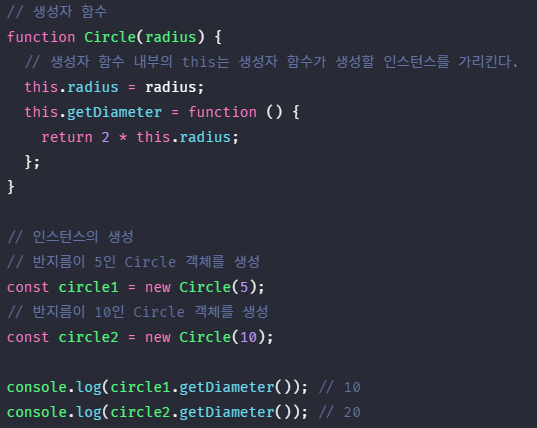 // 생성자 함수
function Circle(radius) {
  // 생성자 함수 내부의 this는 생성자 함수가 생성할 인스턴스를 가리킨다.
  this.radius = radius;
  this.getDiameter = function () {
    return 2 * this.radius;
  };
}

// 인스턴스의 생성
// 반지름이 5인 Circle 객체를 생성
const circle1 = new Circle(5);
// 반지름이 10인 Circle 객체를 생성
const circle2 = new Circle(10);

console.log(circle1.getDiameter()); // 10
console.log(circle2.getDiameter()); // 20